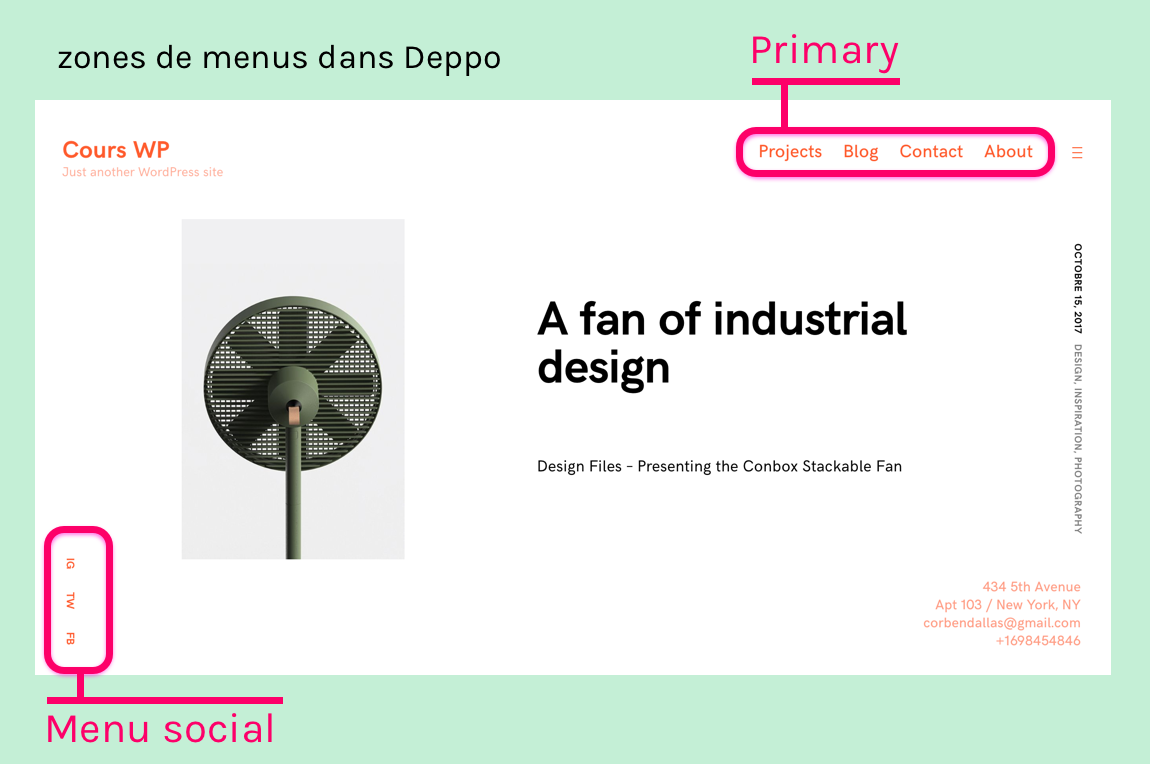 zones de menus dans Deppo
Primary
Cours WP
Just another WordPress site
Projects Blog Contact About
OCTOBRE 15, 2017 DESIGN, INSPIRATION, PHOTOGRAPHY
A fan of industrial
design
Design Files – Presenting the Conbox Stackable Fan
IG
TW
FB
434 5th Avenue
Apt 103 / New York, NY
corbendallas@gmail.com
+1698454846
Menu social